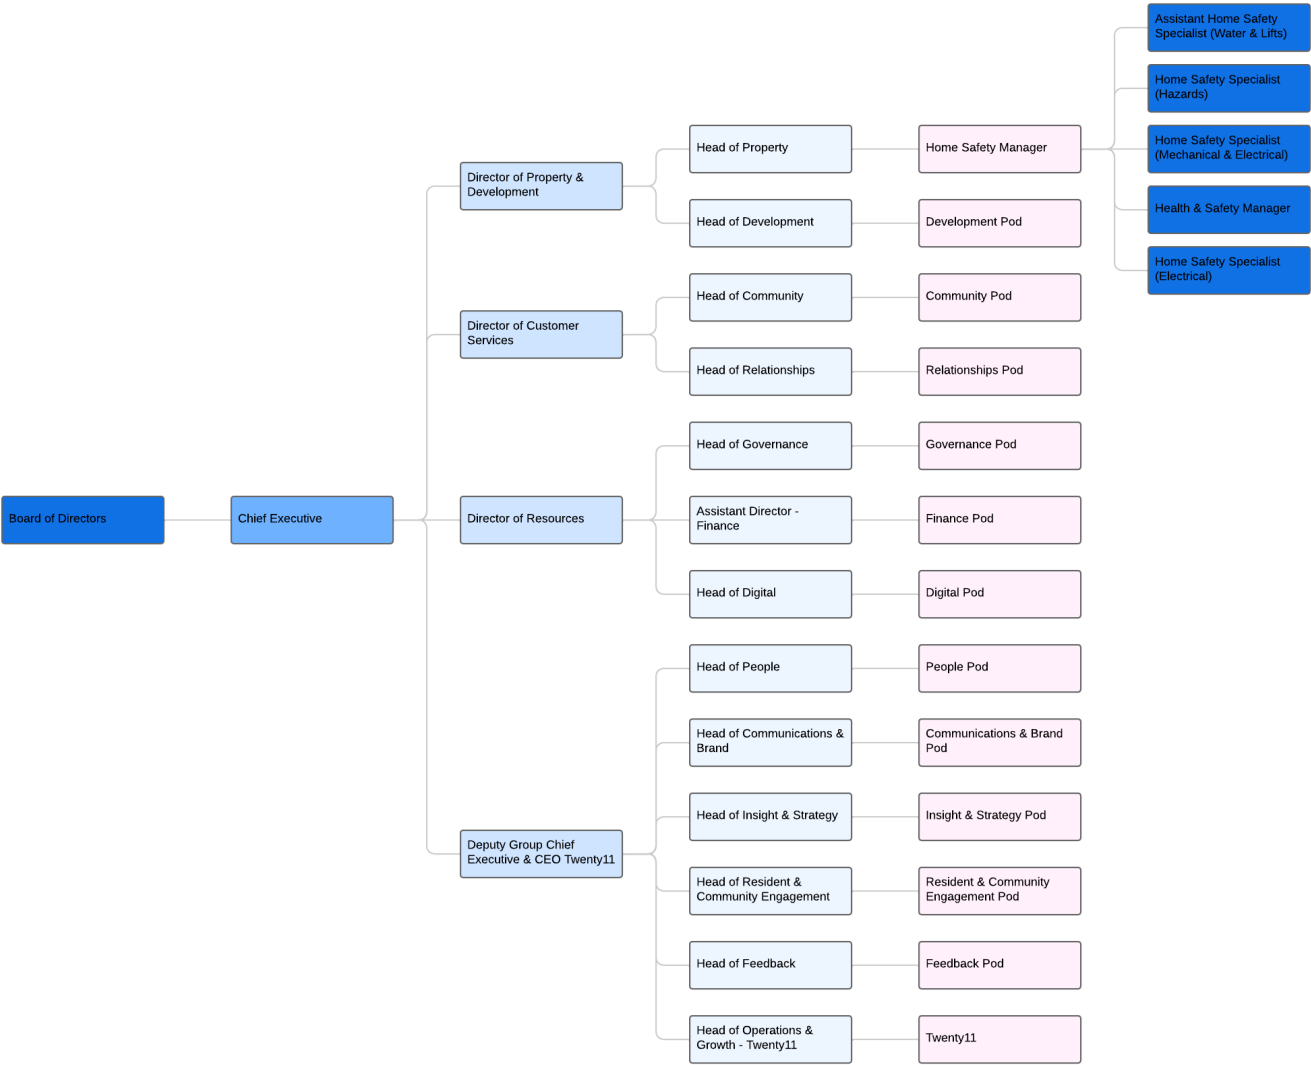 Board of Directors
Chief Executive
Director of Property &
Development
Head of Property
Home Safety Manager
Assistant Home Safety
Specialist (Water & Lifts)
Home Safety Specialist
(Hazards)
Home Safety Specialist
(Mechanical & Electrical)
Health & Safety Manager
Home Safety Specialist
(Electrical)
Head of Development
Development Pod
Director of Customer
Services
Head of Community
Community Pod
Head of Relationships
Relationships Pod
Director of Resources
Head of Governance
Governance Pod
Assistant Director -
Finance
Finance Pod
Head of Digital
Digital Pod
Deputy Group Chief
Executive & CEO Twenty11
Head of People
People Pod
Head of Communications &
Brand
Communications & Brand
Pod
Head of Insight & Strategy
Insight & Strategy Pod
Head of Resident &
Community Engagement
Resident & Community
Engagement Pod
Head of Feedback
Feedback Pod
Head of Operations &
Growth - Twenty11
Twenty11